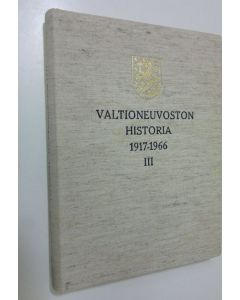 VALTIONEUVOSTON
HISTORIA
1917-1966
III